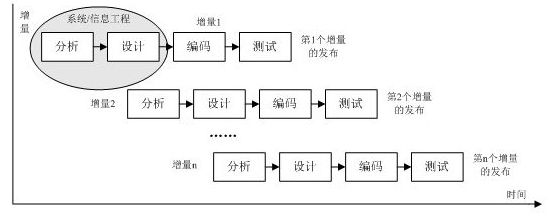 增
量
系统/信息工程
增量1
分析
设计
编码
测试
第1个增量
的发布
增量2
分析
设计
编码
测试
第2个增量
的发布
……
增量n
分析
设计
编码
测试
第n个增量
的发布
时间